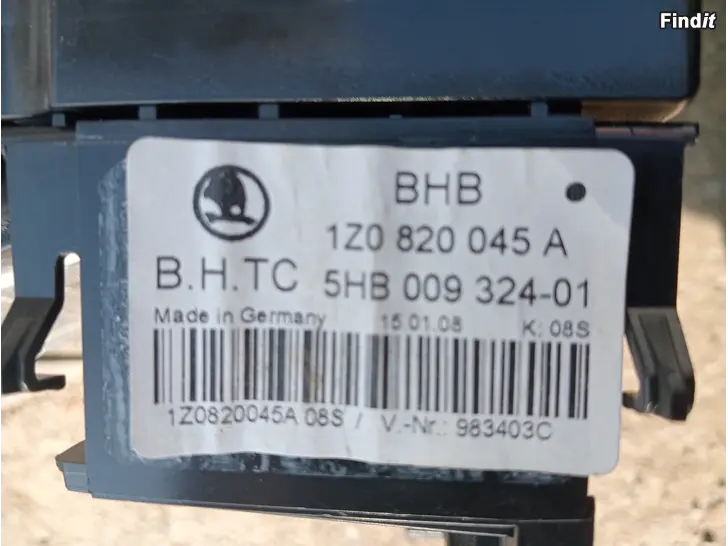 Findit
BHB
1Z0 820 045 A
B.H.TC 5HB 009 324-01
Made in Germany 15.01.08 K: 08S
1Z0820045A 08S / V.-Nr.: 983403C